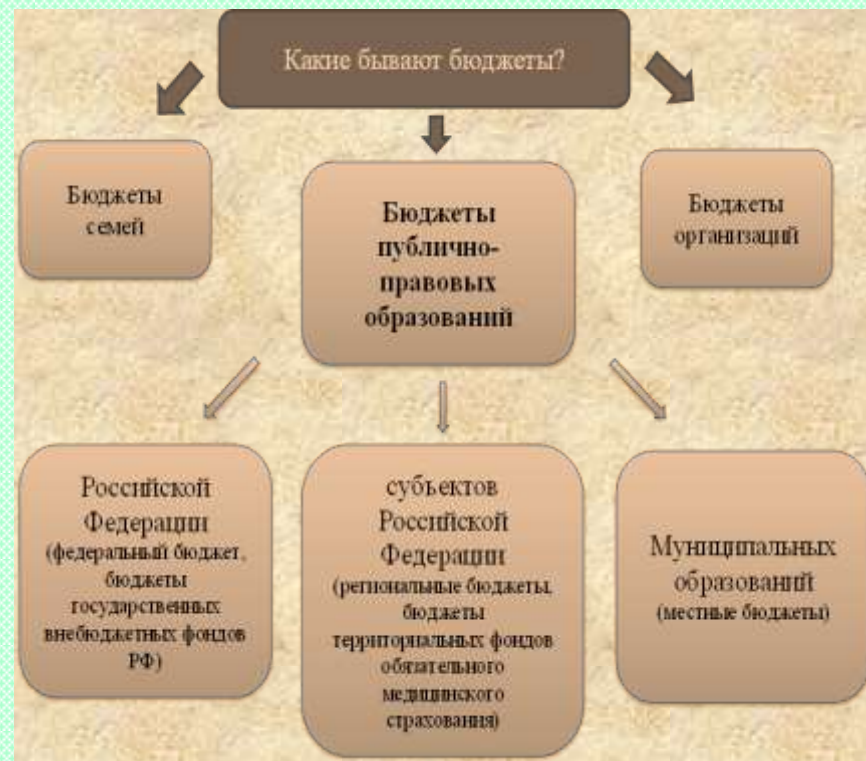 Какие бывают бюджеты?
Бюджеты
семей
Бюджеты
публично-
правовых
образований
Бюджеты
организаций
Российской
Федерации
(федеральный бюджет,
бюджеты
государственных
внебюджетных фондов
РФ)
субъектов
Российской
Федерации
(региональные бюджеты,
бюджеты
территориальных фондов
обязательного
медицинского
страхования)
Муниципальных
образований
(местные бюджеты)